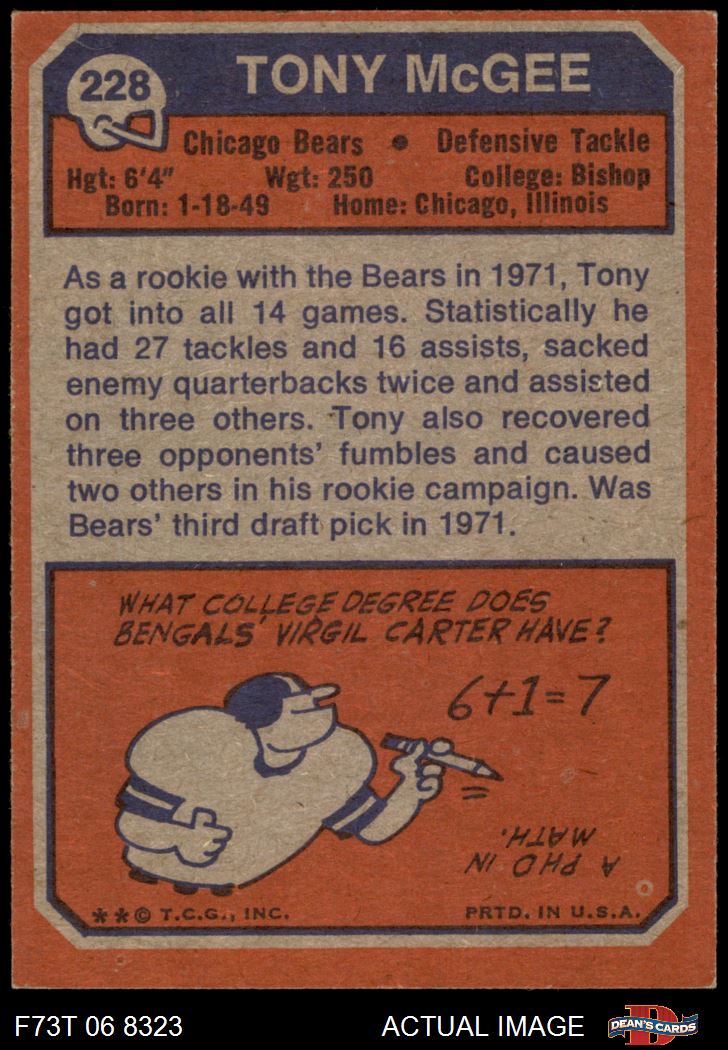 228
TONY McGEE
Chicago Bears • Defensive Tackle
Hgt: 6'4" Wgt: 250 College: Bishop
Born: 1-18-49 Home: Chicago, Illinois
As a rookie with the Bears in 1971, Tony
got into all 14 games. Statistically he
had 27 tackles and 16 assists, sacked
enemy quarterbacks twice and assisted
on three others. Tony also recovered
three opponents' fumbles and caused
two others in his rookie campaign. Was
Bears' third draft pick in 1971.
WHAT COLLEGE DEGREE DOES
BENGALS' VIRGIL CARTER HAVE?
6+1=7
A PHD IN
MATH.
**© T.C.G., INC. PRTD. IN U.S.A.
F73T 06 8323 ACTUAL IMAGE D DEAN'S CARDS